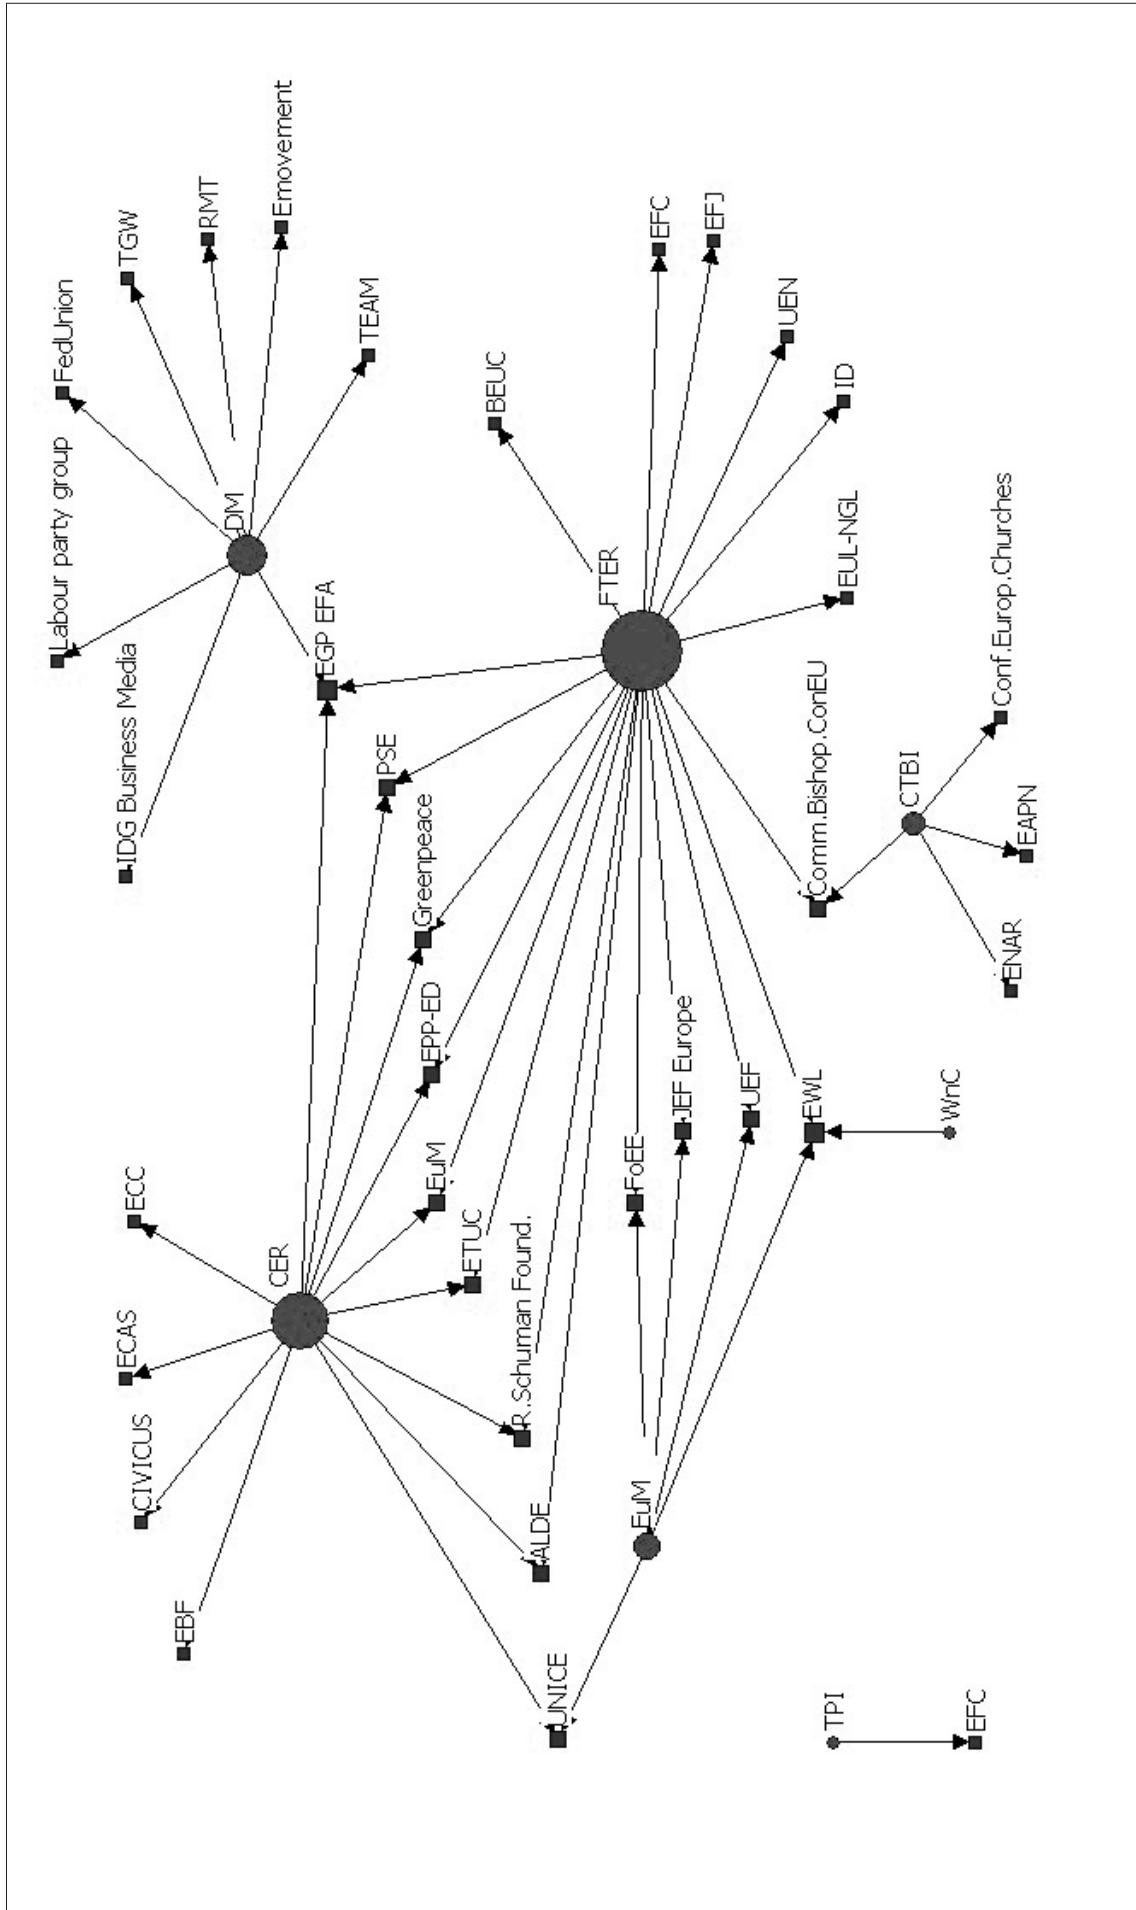 EBF
CIVICUS
ECAS
ECC
IDG Business Media
Labour party group
FedUnion
TGW
RMT
Emovement
TEAM
DM
CER
EGP EFA
PSE
Greenpeace
EPP-ED
EuM
ETUC
R.Schuman Found.
ALDE
UNICE
BEUC
FTER
EFC
EFJ
UEN
ID
EUL-NGL
EuM
FoEE
JEF Europe
UEF
EWL
WnC
Comm.Bishop.ConEU
CTBI
Conf.Europ.Churches
EAPN
ENAR
TPI
EFC